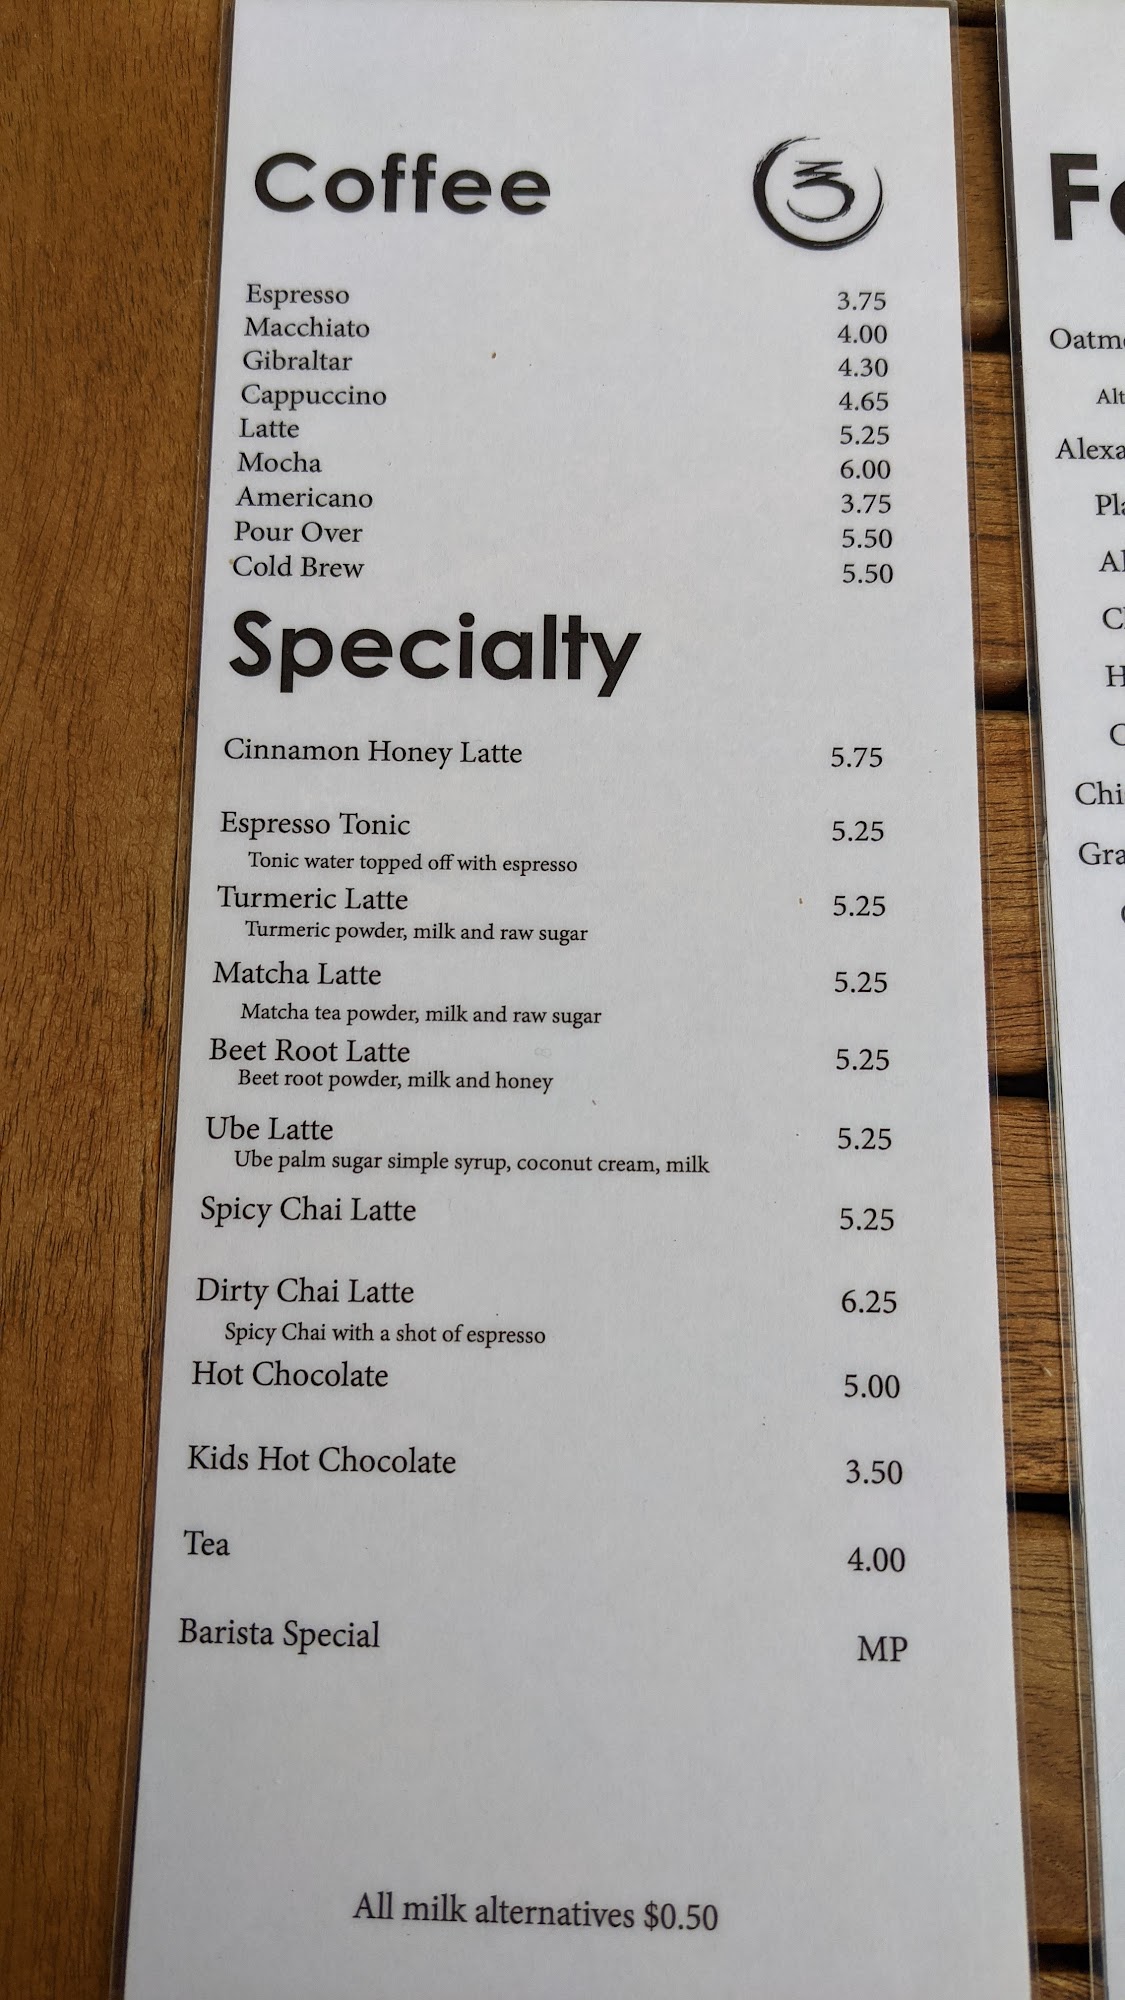 Coffee
Espresso 3.75
Macchiato 4.00
Gibraltar 4.30
Cappuccino 4.65
Latte 5.25
Mocha 6.00
Americano 3.75
Pour Over 5.50
Cold Brew 5.50
Specialty
Cinnamon Honey Latte 5.75
Espresso Tonic 5.25
Tonic water topped off with espresso
Turmeric Latte 5.25
Turmeric powder, milk and raw sugar
Matcha Latte 5.25
Matcha tea powder, milk and raw sugar
Beet Root Latte 5.25
Beet root powder, milk and honey
Ube Latte 5.25
Ube palm sugar simple syrup, coconut cream, milk
Spicy Chai Latte 5.25
Dirty Chai Latte 6.25
Spicy Chai with a shot of espresso
Hot Chocolate 5.00
Kids Hot Chocolate 3.50
Tea 4.00
Barista Special MP
All milk alternatives $0.50